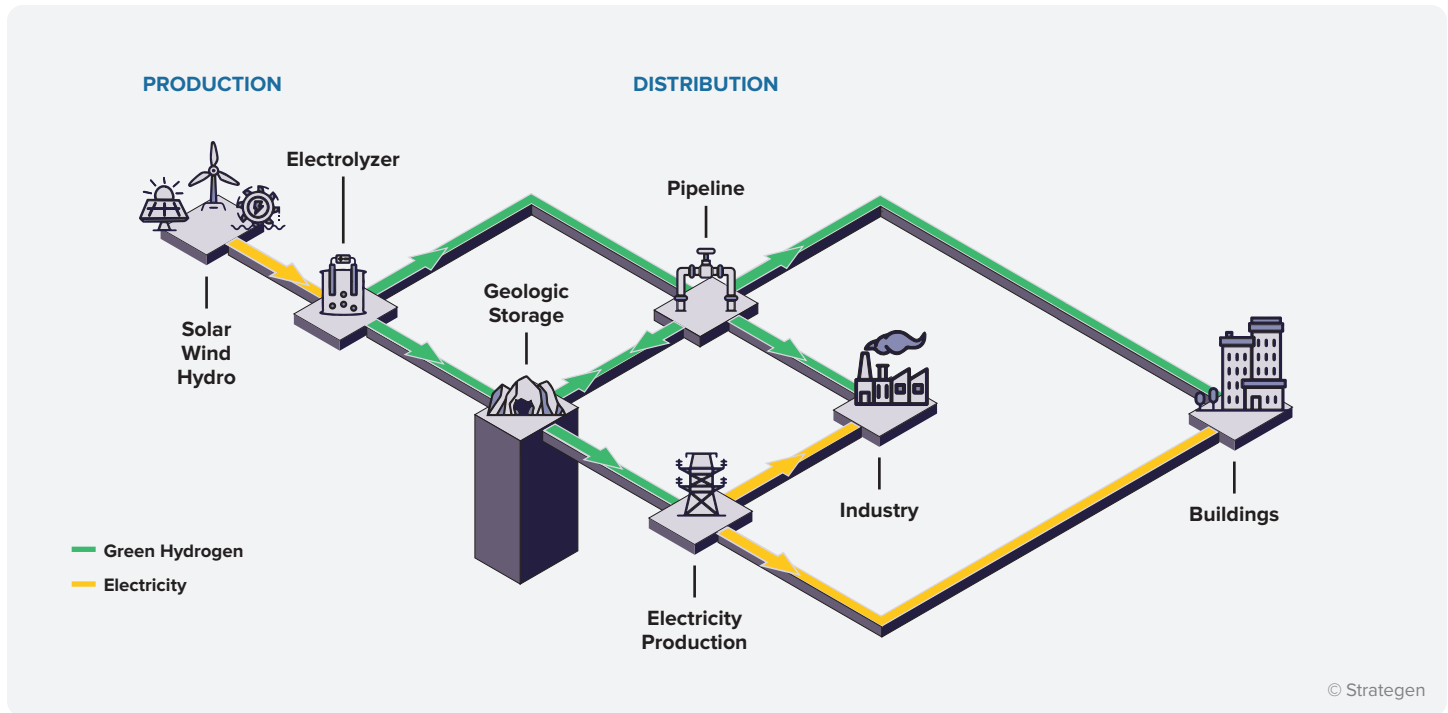 PRODUCTION
DISTRIBUTION
Electrolyzer
Pipeline
Geologic
Storage
Solar
Wind
Hydro
Industry
Buildings
Green Hydrogen
Electricity
Electricity
Production
© Strategen